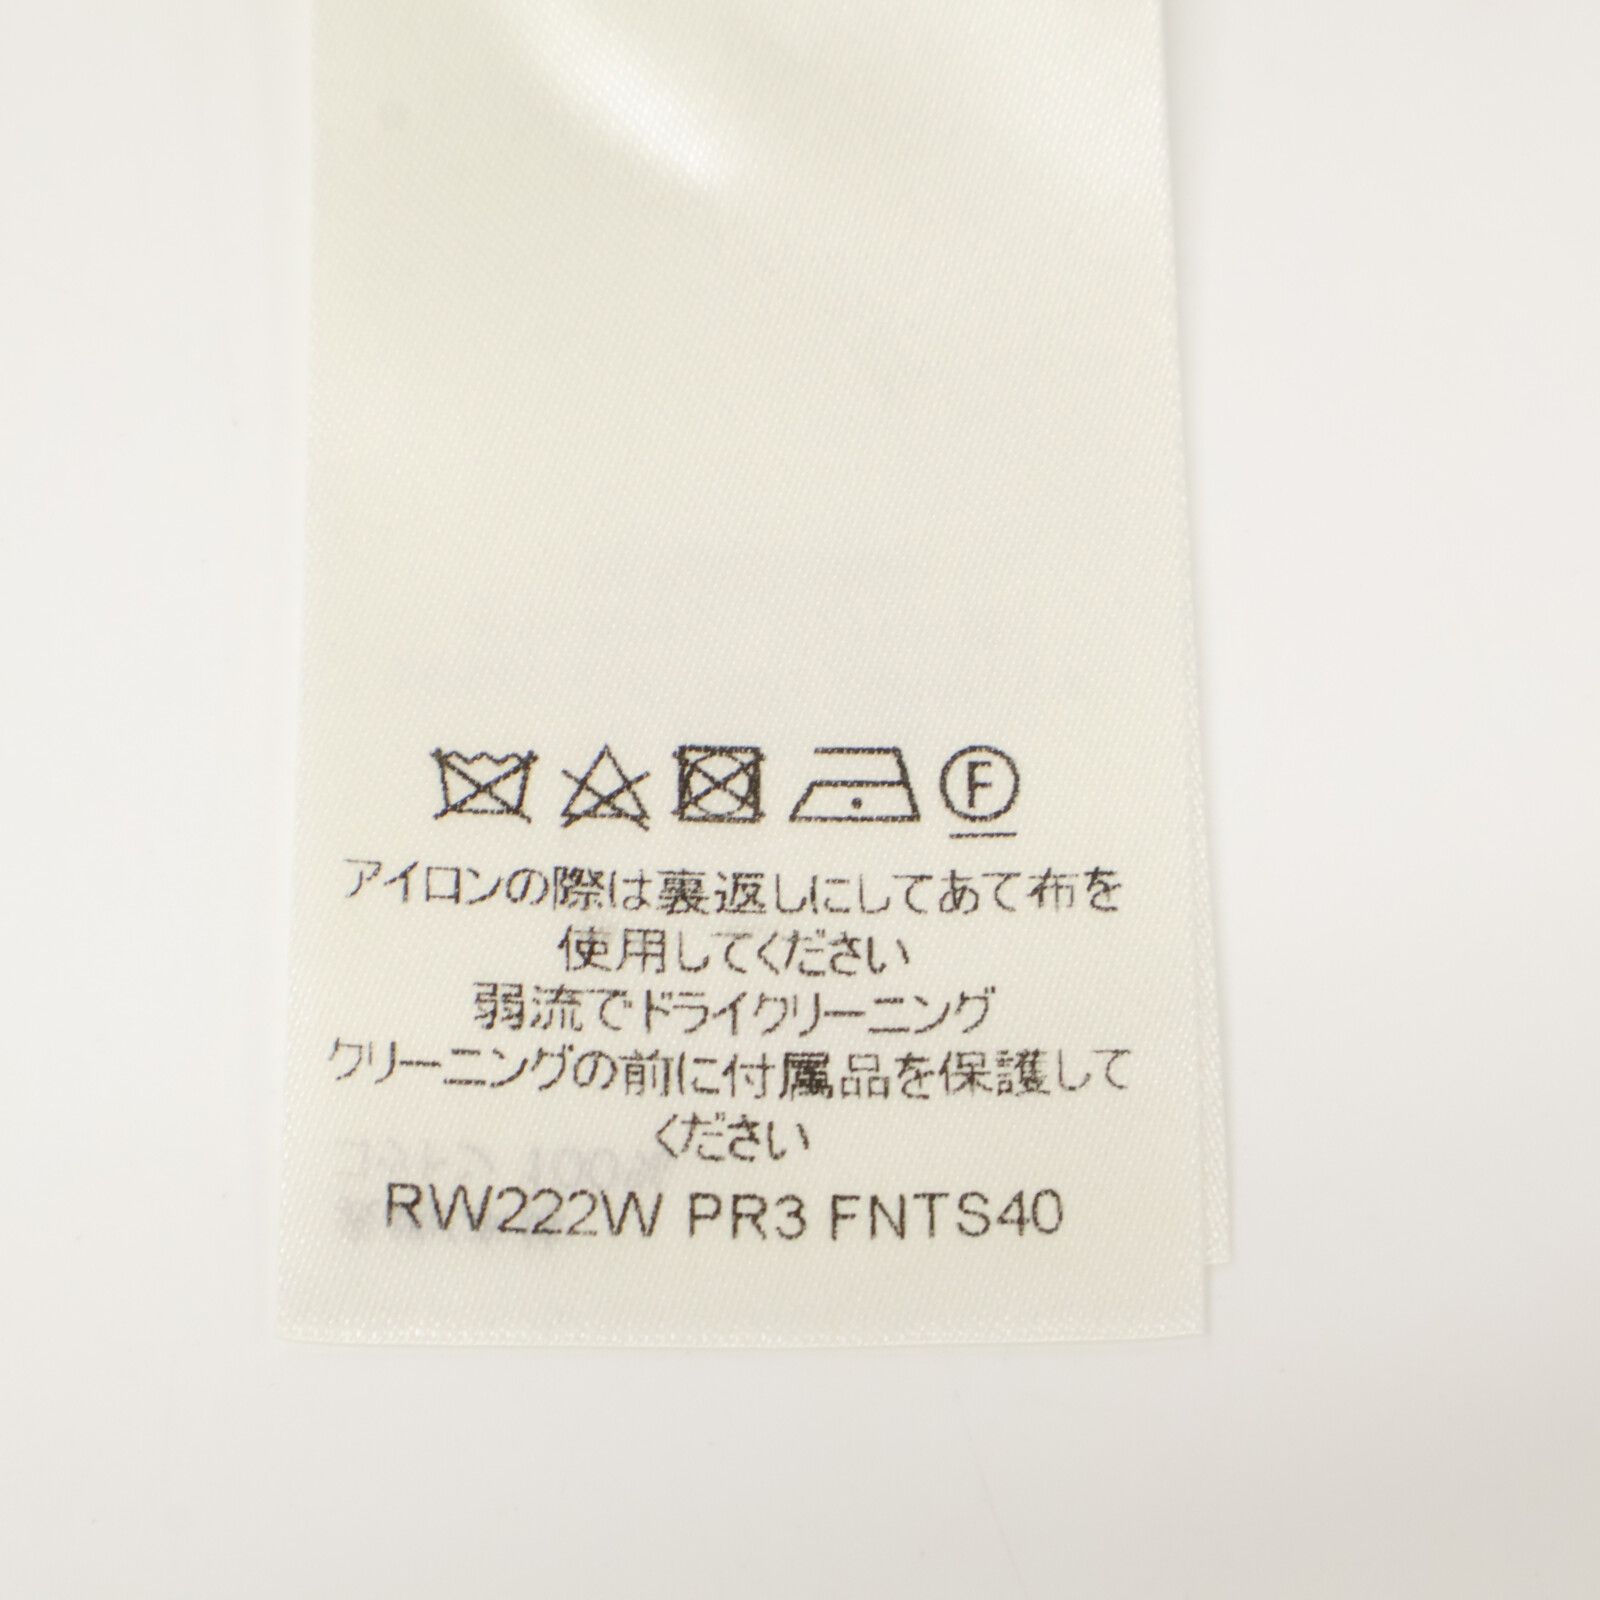 F
アイロンの際は裏返しにしてあて布を
使用してください
弱流でドライクリーニング
クリーニングの前に付属品を保護して
ください
RW222W PR3 FNTS40